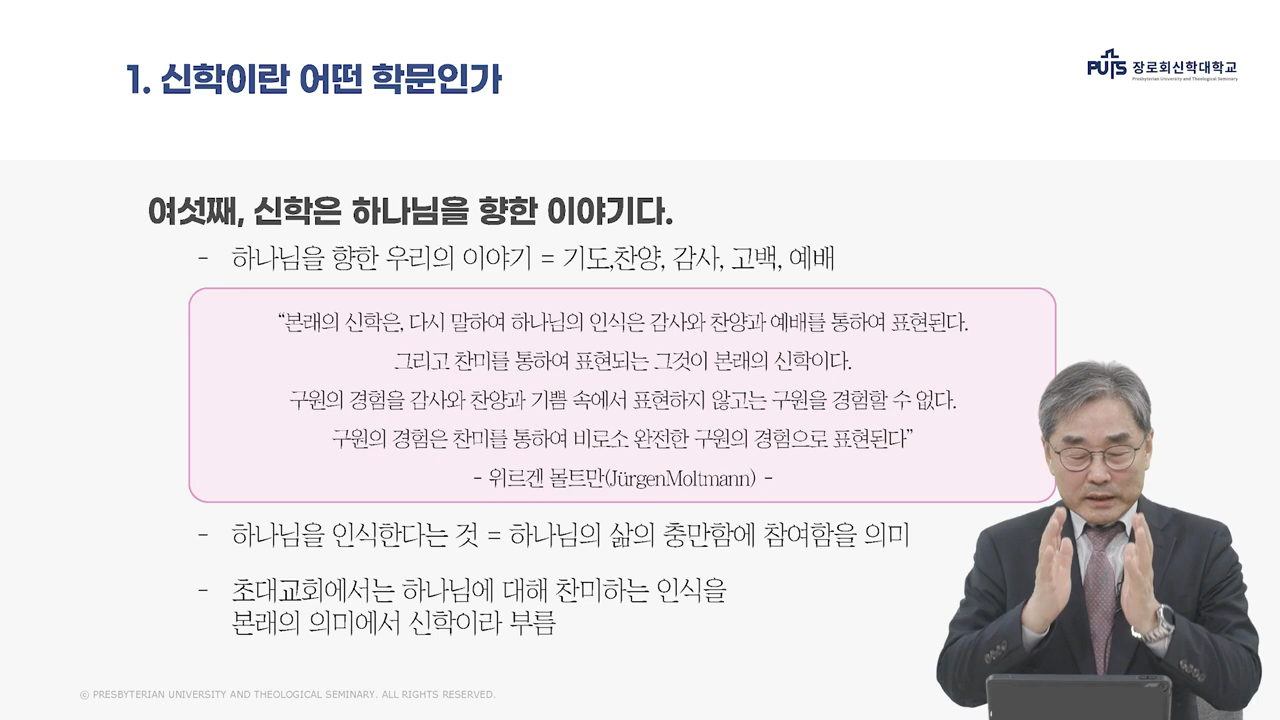 1. 신학이란 어떤 학문인가
PUTS 장로회신학대학교
Presbyterian University and Theological Seminary
여섯째, 신학은 하나님을 향한 이야기다.
- 하나님을 향한 우리의 이야기 = 기도,찬양, 감사, 고백, 예배
“본래의 신학은, 다시 말하여 하나님의 인식은 감사와 찬양과 예배를 통하여 표현된다.
그리고 찬미를 통하여 표현되는 그것이 본래의 신학이다.
구원의 경험을 감사와 찬양과 기쁨 속에서 표현하지 않고는 구원을 경험할 수 없다.
구원의 경험은 찬미를 통하여 비로소 완전한 구원의 경험으로 표현된다”
- 위르겐 몰트만(JürgenMoltmann) -
- 하나님을 인식한다는 것 = 하나님의 삶의 충만함에 참여함을 의미
- 초대교회에서는 하나님에 대해 찬미하는 인식을
본래의 의미에서 신학이라 부름
© PRESBYTERIAN UNIVERSITY AND THEOLOGICAL SEMINARY. ALL RIGHTS RESERVED.